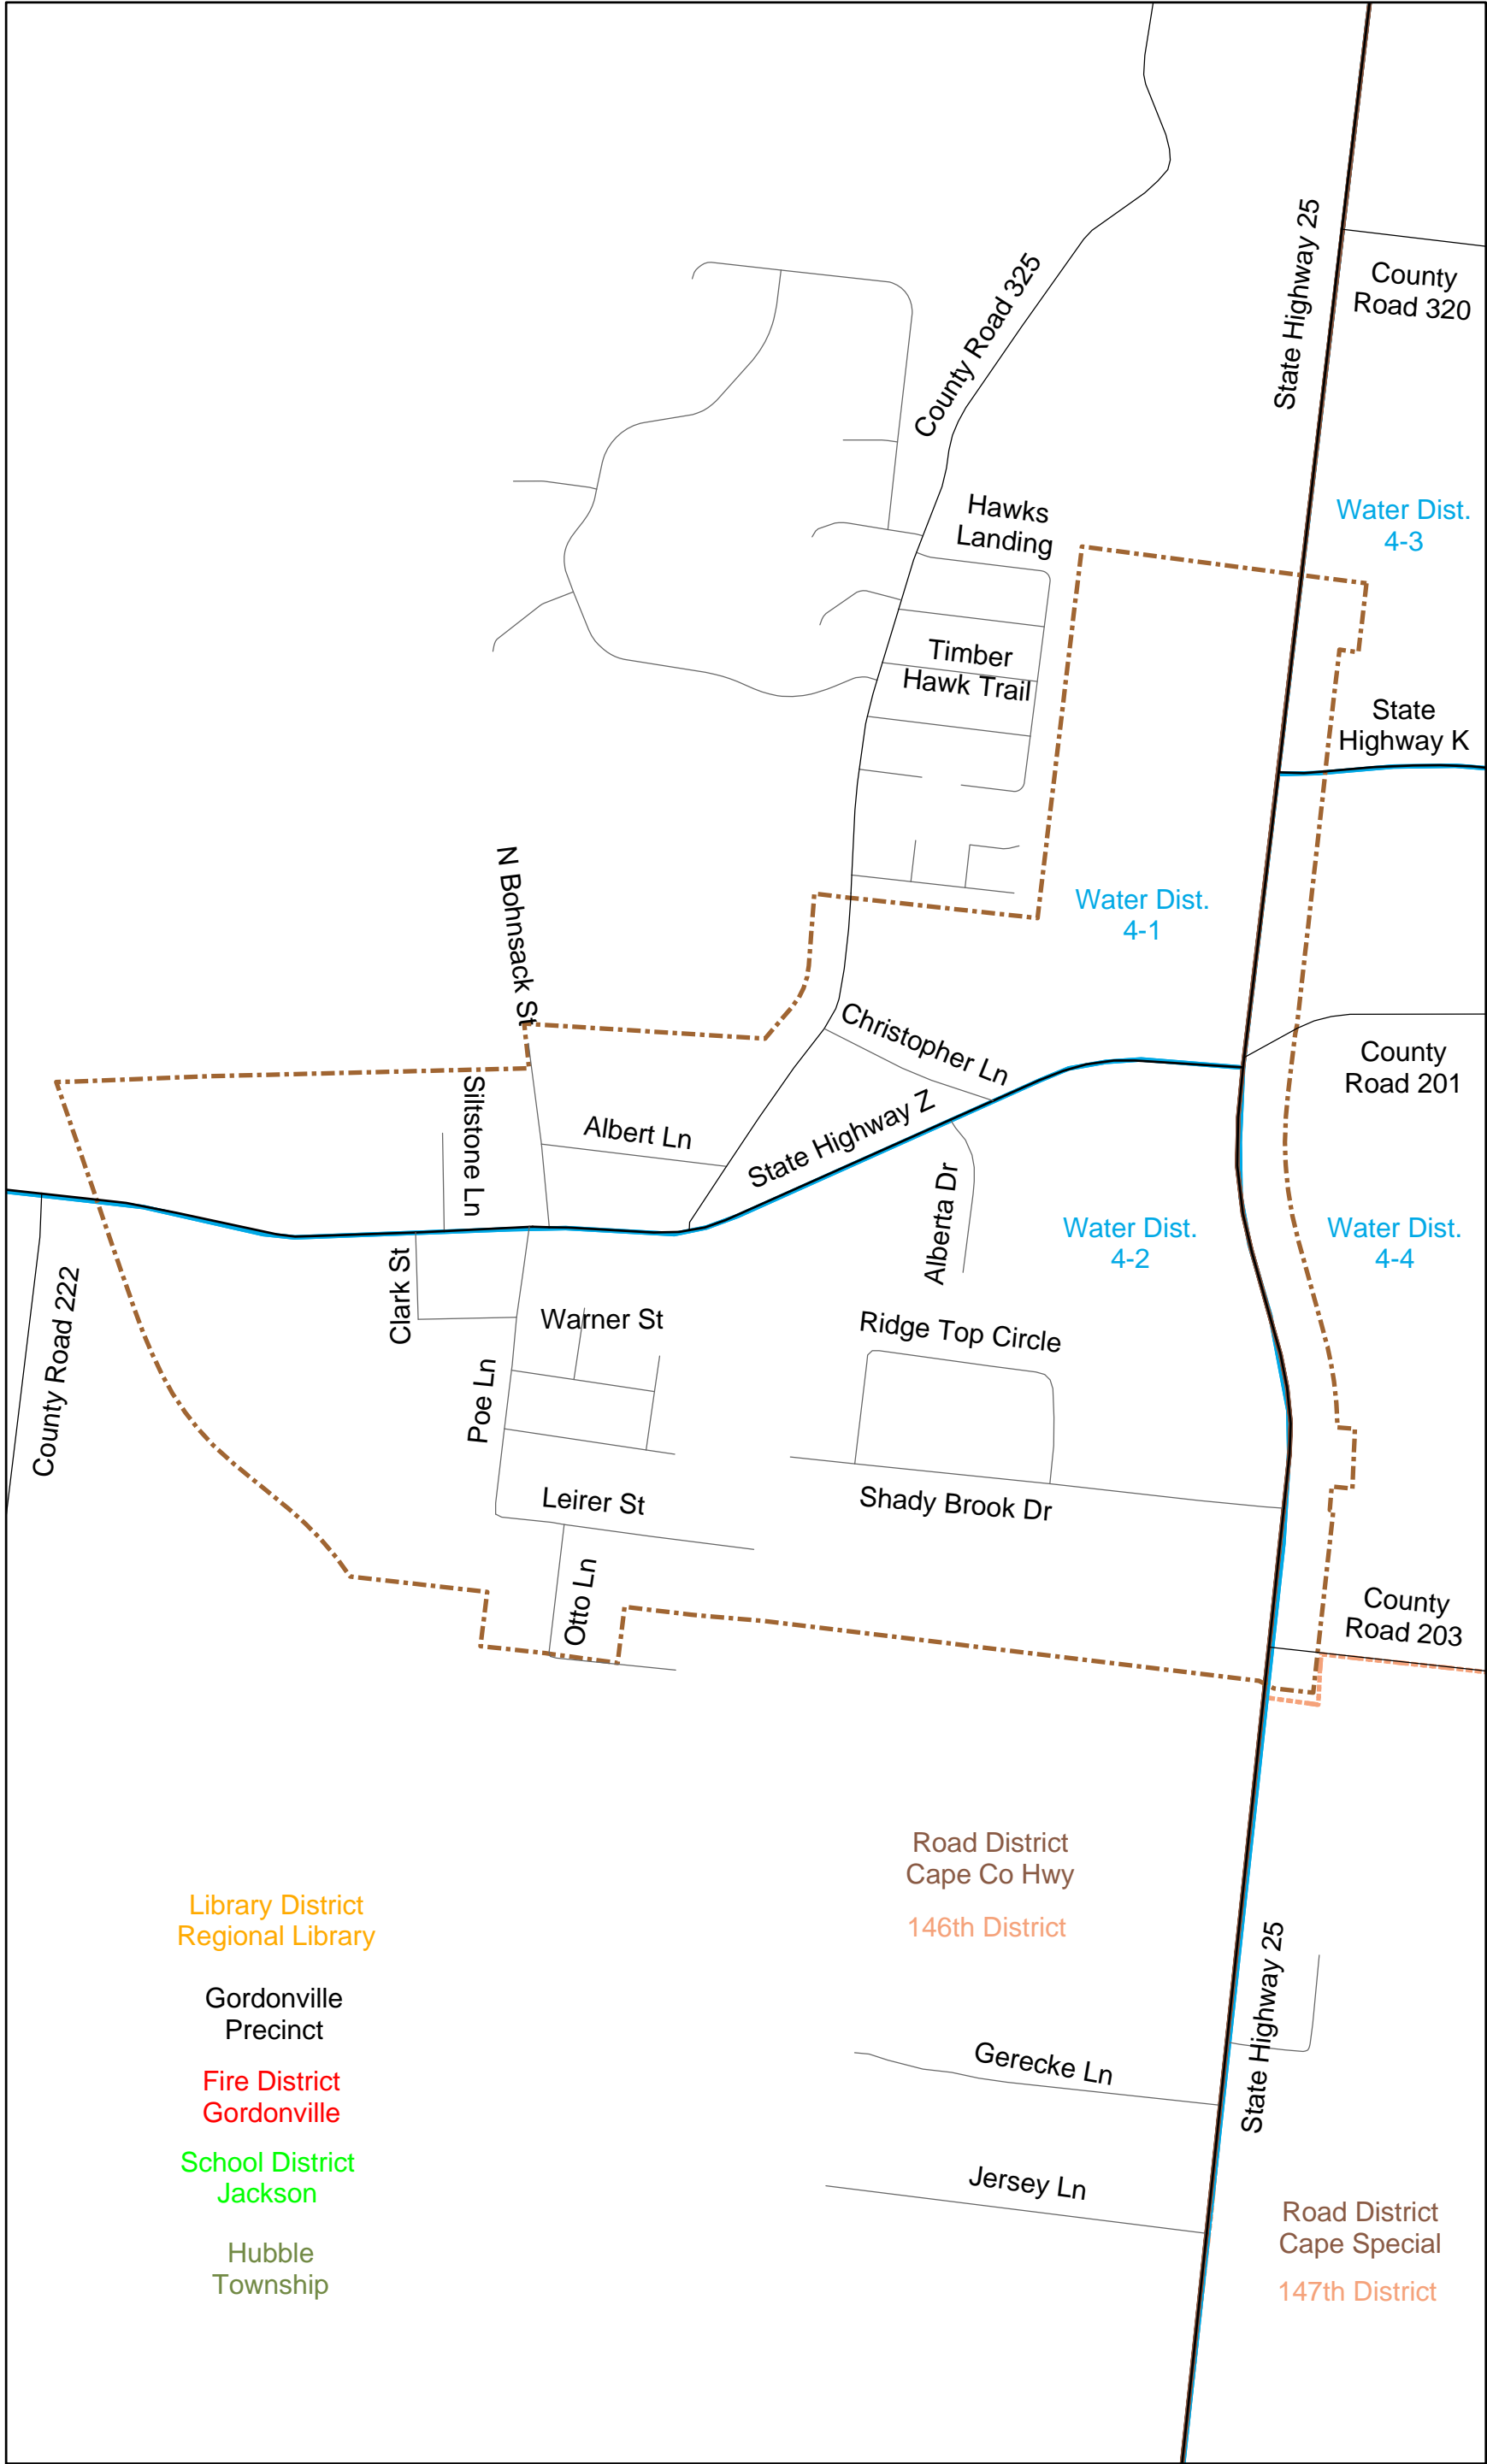 State Highway 25
County
Road 320
County Road 325
Hawks
Landing
Water Dist.
4-3
Timber
Hawk Trail
State
Highway K
N Bohnsack St
Water Dist.
4-1
Christopher Ln
County
Road 201
Siltstone Ln
Albert Ln
State Highway Z
Alberta Dr
Water Dist.
4-2
Water Dist.
4-4
County Road 222
Clark St
Warner St
Ridge Top Circle
Poe Ln
Leirer St
Shady Brook Dr
Otto Ln
County
Road 203
Road District
Cape Co Hwy
146th District
Library District
Regional Library
Gordonville
Precinct
Fire District
Gordonville
School District
Jackson
Hubble
Township
State Highway 25
Gerecke Ln
Jersey Ln
Road District
Cape Special
147th District